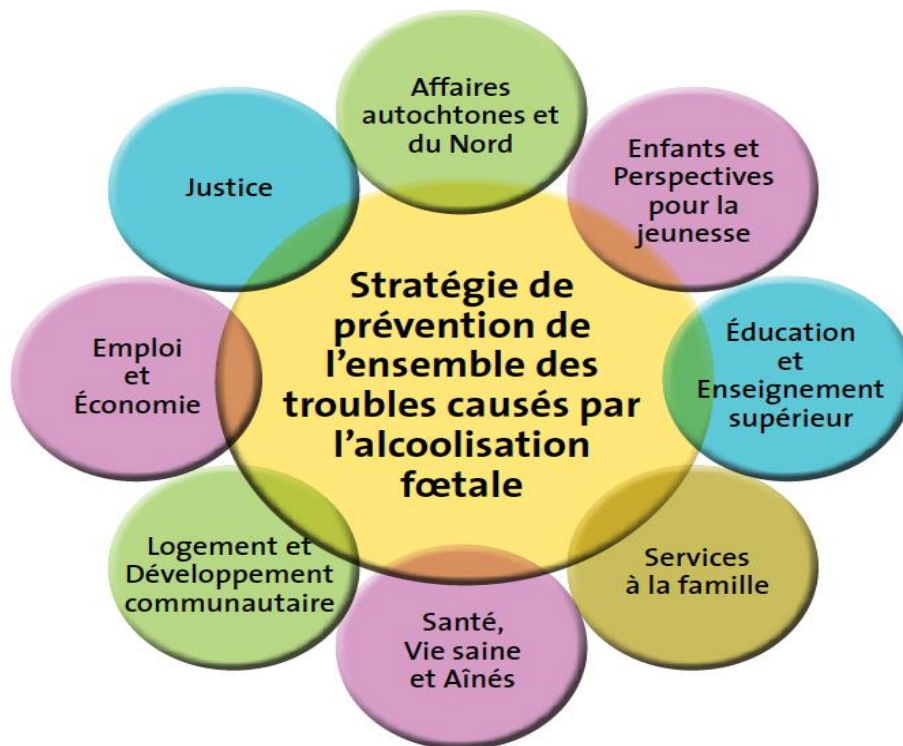 Affaires
autochtones et
du Nord
Enfants et
Perspectives
pour la
jeunesse
Éducation
et
Enseignement
supérieur
Services
à la famille
Santé,
Vie saine
et Aînés
Logement et
Développement
communautaire
Emploi
et
Économie
Justice
Stratégie de
prévention de
l'ensemble des
troubles causés par
l'alcoolisation
fœtale